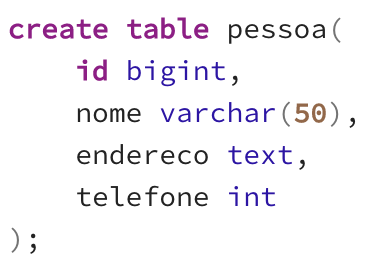 create table pessoa(
    id bigint,
    nome varchar(50),
    endereco text,
    telefone int
);